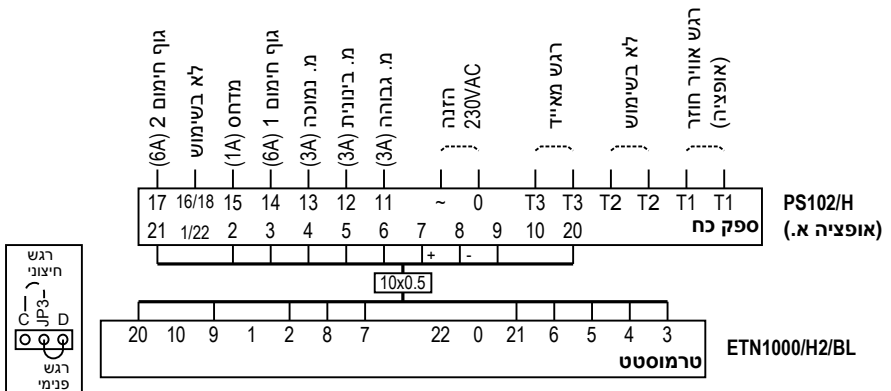 גוף חימום 2 (6A)
לא בשימוש
מדחס (1A)
גוף חימום 1 (6A)
מ. נמוכה (3A)
מ. בינונית (3A)
מ. גבוהה (3A)
הזנה
230VAC
רגש מאייד
לא בשימוש
רגש אוויר חוזר
(אופציה)
17 16/18 15 14 13 12 11 ~ 0 T3 T3 T2 T2 T1 T1
PS102/H
21 1/22 2 3 4 5 6 7 8 9 10 20
ספק כח
(אופציה א.)
+ -
10x0.5
רגש
חיצוני
C JP3 D
רגש
פנימי
20 10 9 1 2 8 7 22 0 21 6 5 4 3
ETN1000/H2/BL
טרמוסטט